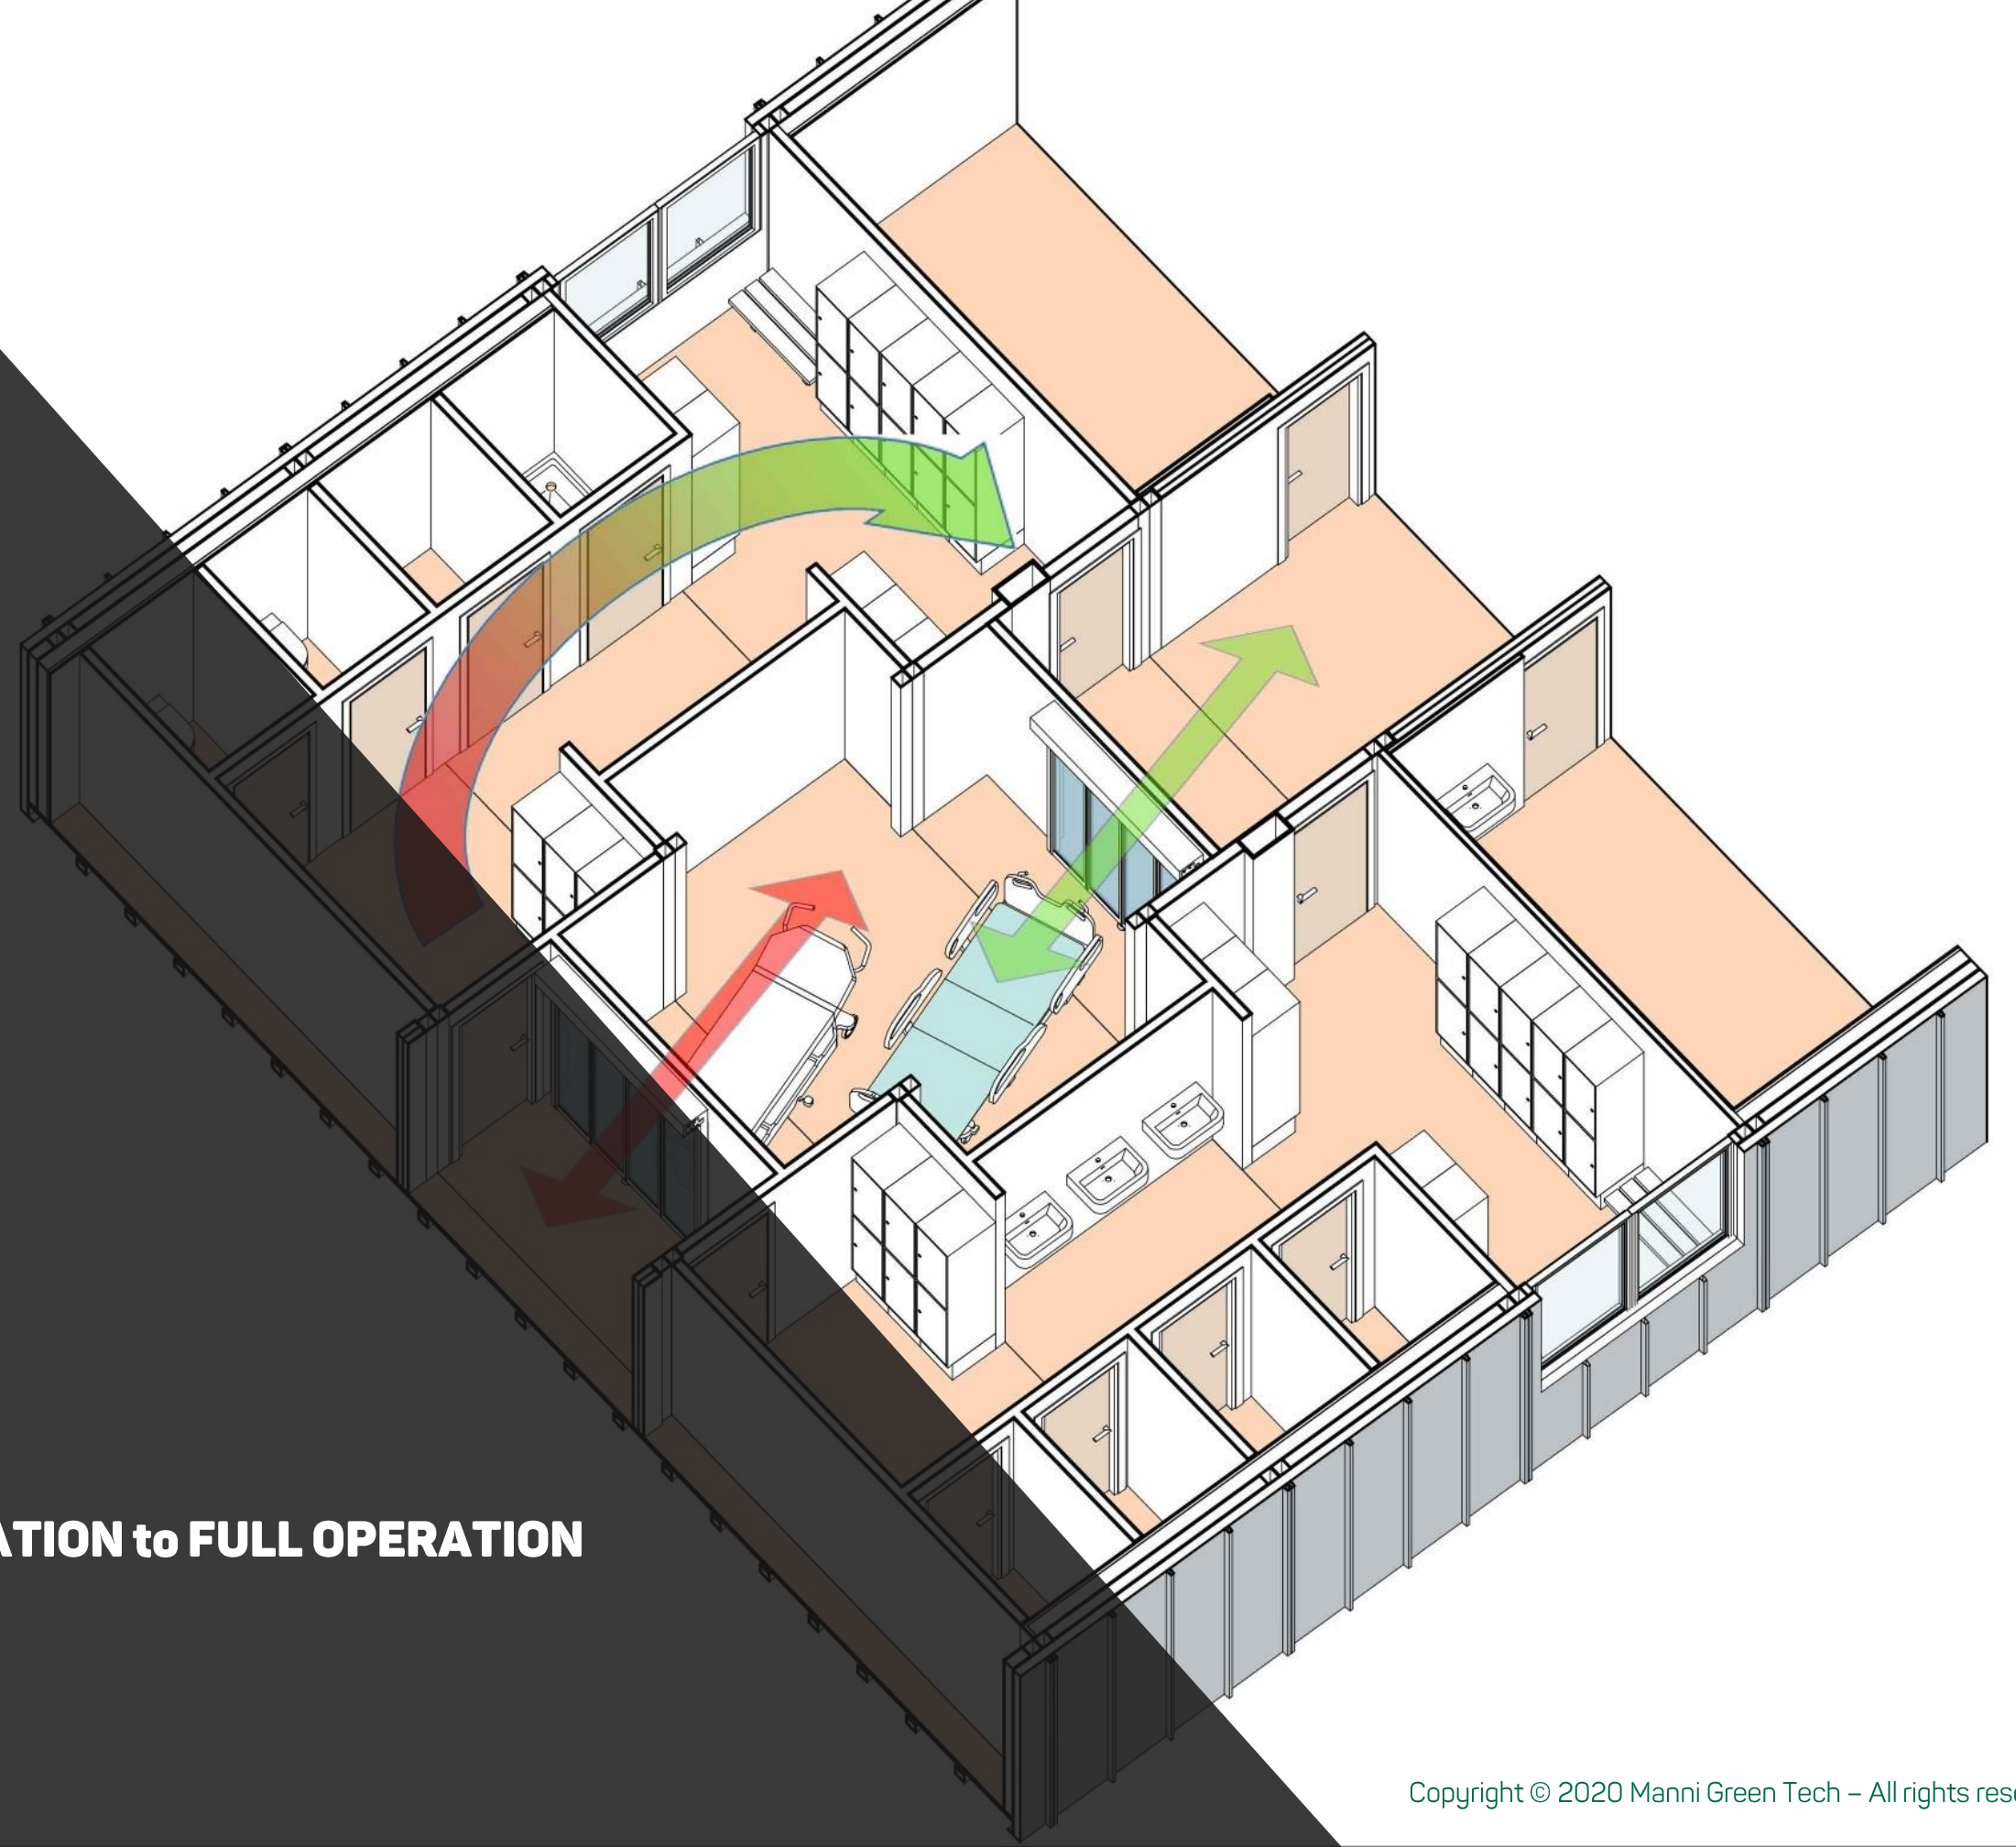 ATION to FULL OPERATION
Copyright © 2020 Manni Green Tech – All rights rese